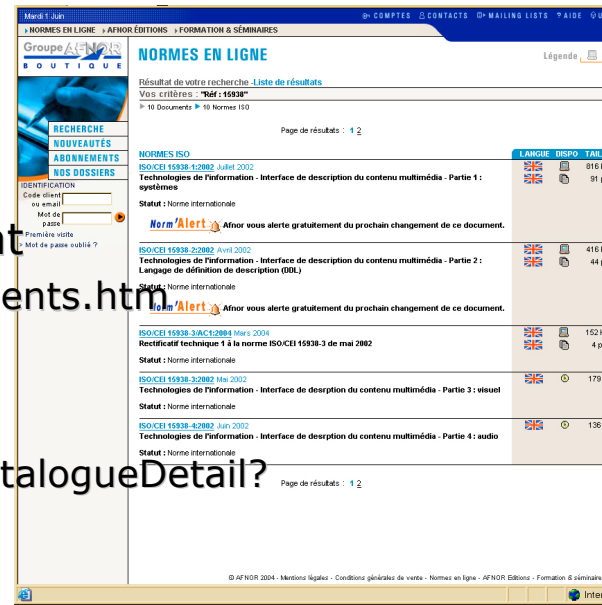 Mardi 1 Juin
COMPTES CONTACTS MAILING LISTS AIDE
NORMES EN LIGNE AFNOR ÉDITIONS FORMATION & SÉMINAIRES
Groupe AFNOR
BOUTIQUE
NORMES EN LIGNE
Légende
Résultat de votre recherche -Liste de résultats
Vos critères : "Réf : 15938"
10 Documents 10 Normes ISO
Page de résultats : 1 2
RECHERCHE
NOUVEAUTÉS
ABONNEMENTS
NOS DOSSIERS
IDENTIFICATION
Code client
ou email
Mot de
passe
Première visite
> Mot de passe oublié ?
NORMES ISO LANGUE DISPO TAIL
ISO/CEI 15938-1:2002 Juillet 2002 816
Technologies de l'information - Interface de description du contenu multimédia - Partie 1 : 91 p
systèmes
Statut : Norme internationale
Norm'Alert Afnor vous alerte gratuitement du prochain changement de ce document.
ISO/CEI 15938-2:2002 Avril 2002 416
Technologies de l'information - Interface de description du contenu multimédia - Partie 2 : 44 p
Langage de définition de description (DDL)
Statut : Norme internationale
ents.htm
Norm'Alert Afnor vous alerte gratuitement du prochain changement de ce document.
ISO/CEI 15938-3/AC1:2004 Mars 2004 152
Rectificatif technique 1 à la norme ISO/CEI 15938-3 de mai 2002 4 p
Statut : Norme internationale
ISO/CEI 15938-3:2002 Mai 2002 179
Technologies de l'information - Interface de desrption du contenu multimédia - Partie 3 : visuel
Statut : Norme internationale
ISO/CEI 15938-4:2002 Juin 2002 136
Technologies de l'information - Interface de desrption du contenu multimédia - Partie 4 : audio
Statut : Norme internationale
talogueDetail?
Page de résultats : 1 2
© AFNOR 2004 - Mentions légales - Conditions générales de vente - Normes en ligne - AFNOR Editions - Formation & séminaire
Inter